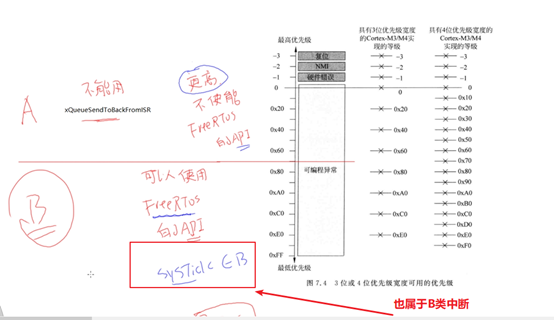 A
不能用
xQueueSendToBackFromISR
更高
不使能
FreeRTOS
的API
B
可以使用
FreeRTOS
的API
SysTick ∈ B
也属于B类中断
最高优先级
具有3位优先级宽度
的Cortex-M3/M4实
现的等级
具有4位优先级宽度的
Cortex-M3/M4
实现的等级
-3 复位 -3 -3
-2 NMI -2 -2
-1 硬件错误 -1 -1
0 0 0
0x10
0x20 0x20 0x20
0x30
0x40 0x40 0x40
0x50
0x60 0x60 0x60
0x70
0x80 可编程异常 0x80 0x80
0x90
0xA0 0xA0 0xA0
0xB0
0xC0 0xC0 0xC0
0xD0
0xE0 0xE0 0xE0
0xF0
0xFF
最低优先级
图 7.4 3 位或 4 位优先级宽度可用的优先级